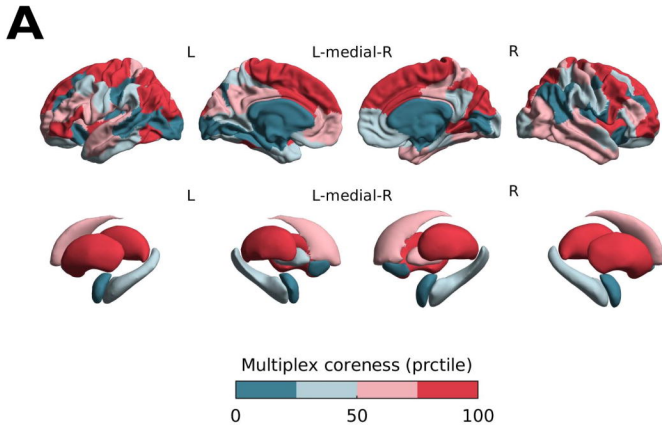 A
L L-medial-R R
L L-medial-R R
Multiplex coreness (prctile)
0 50 100